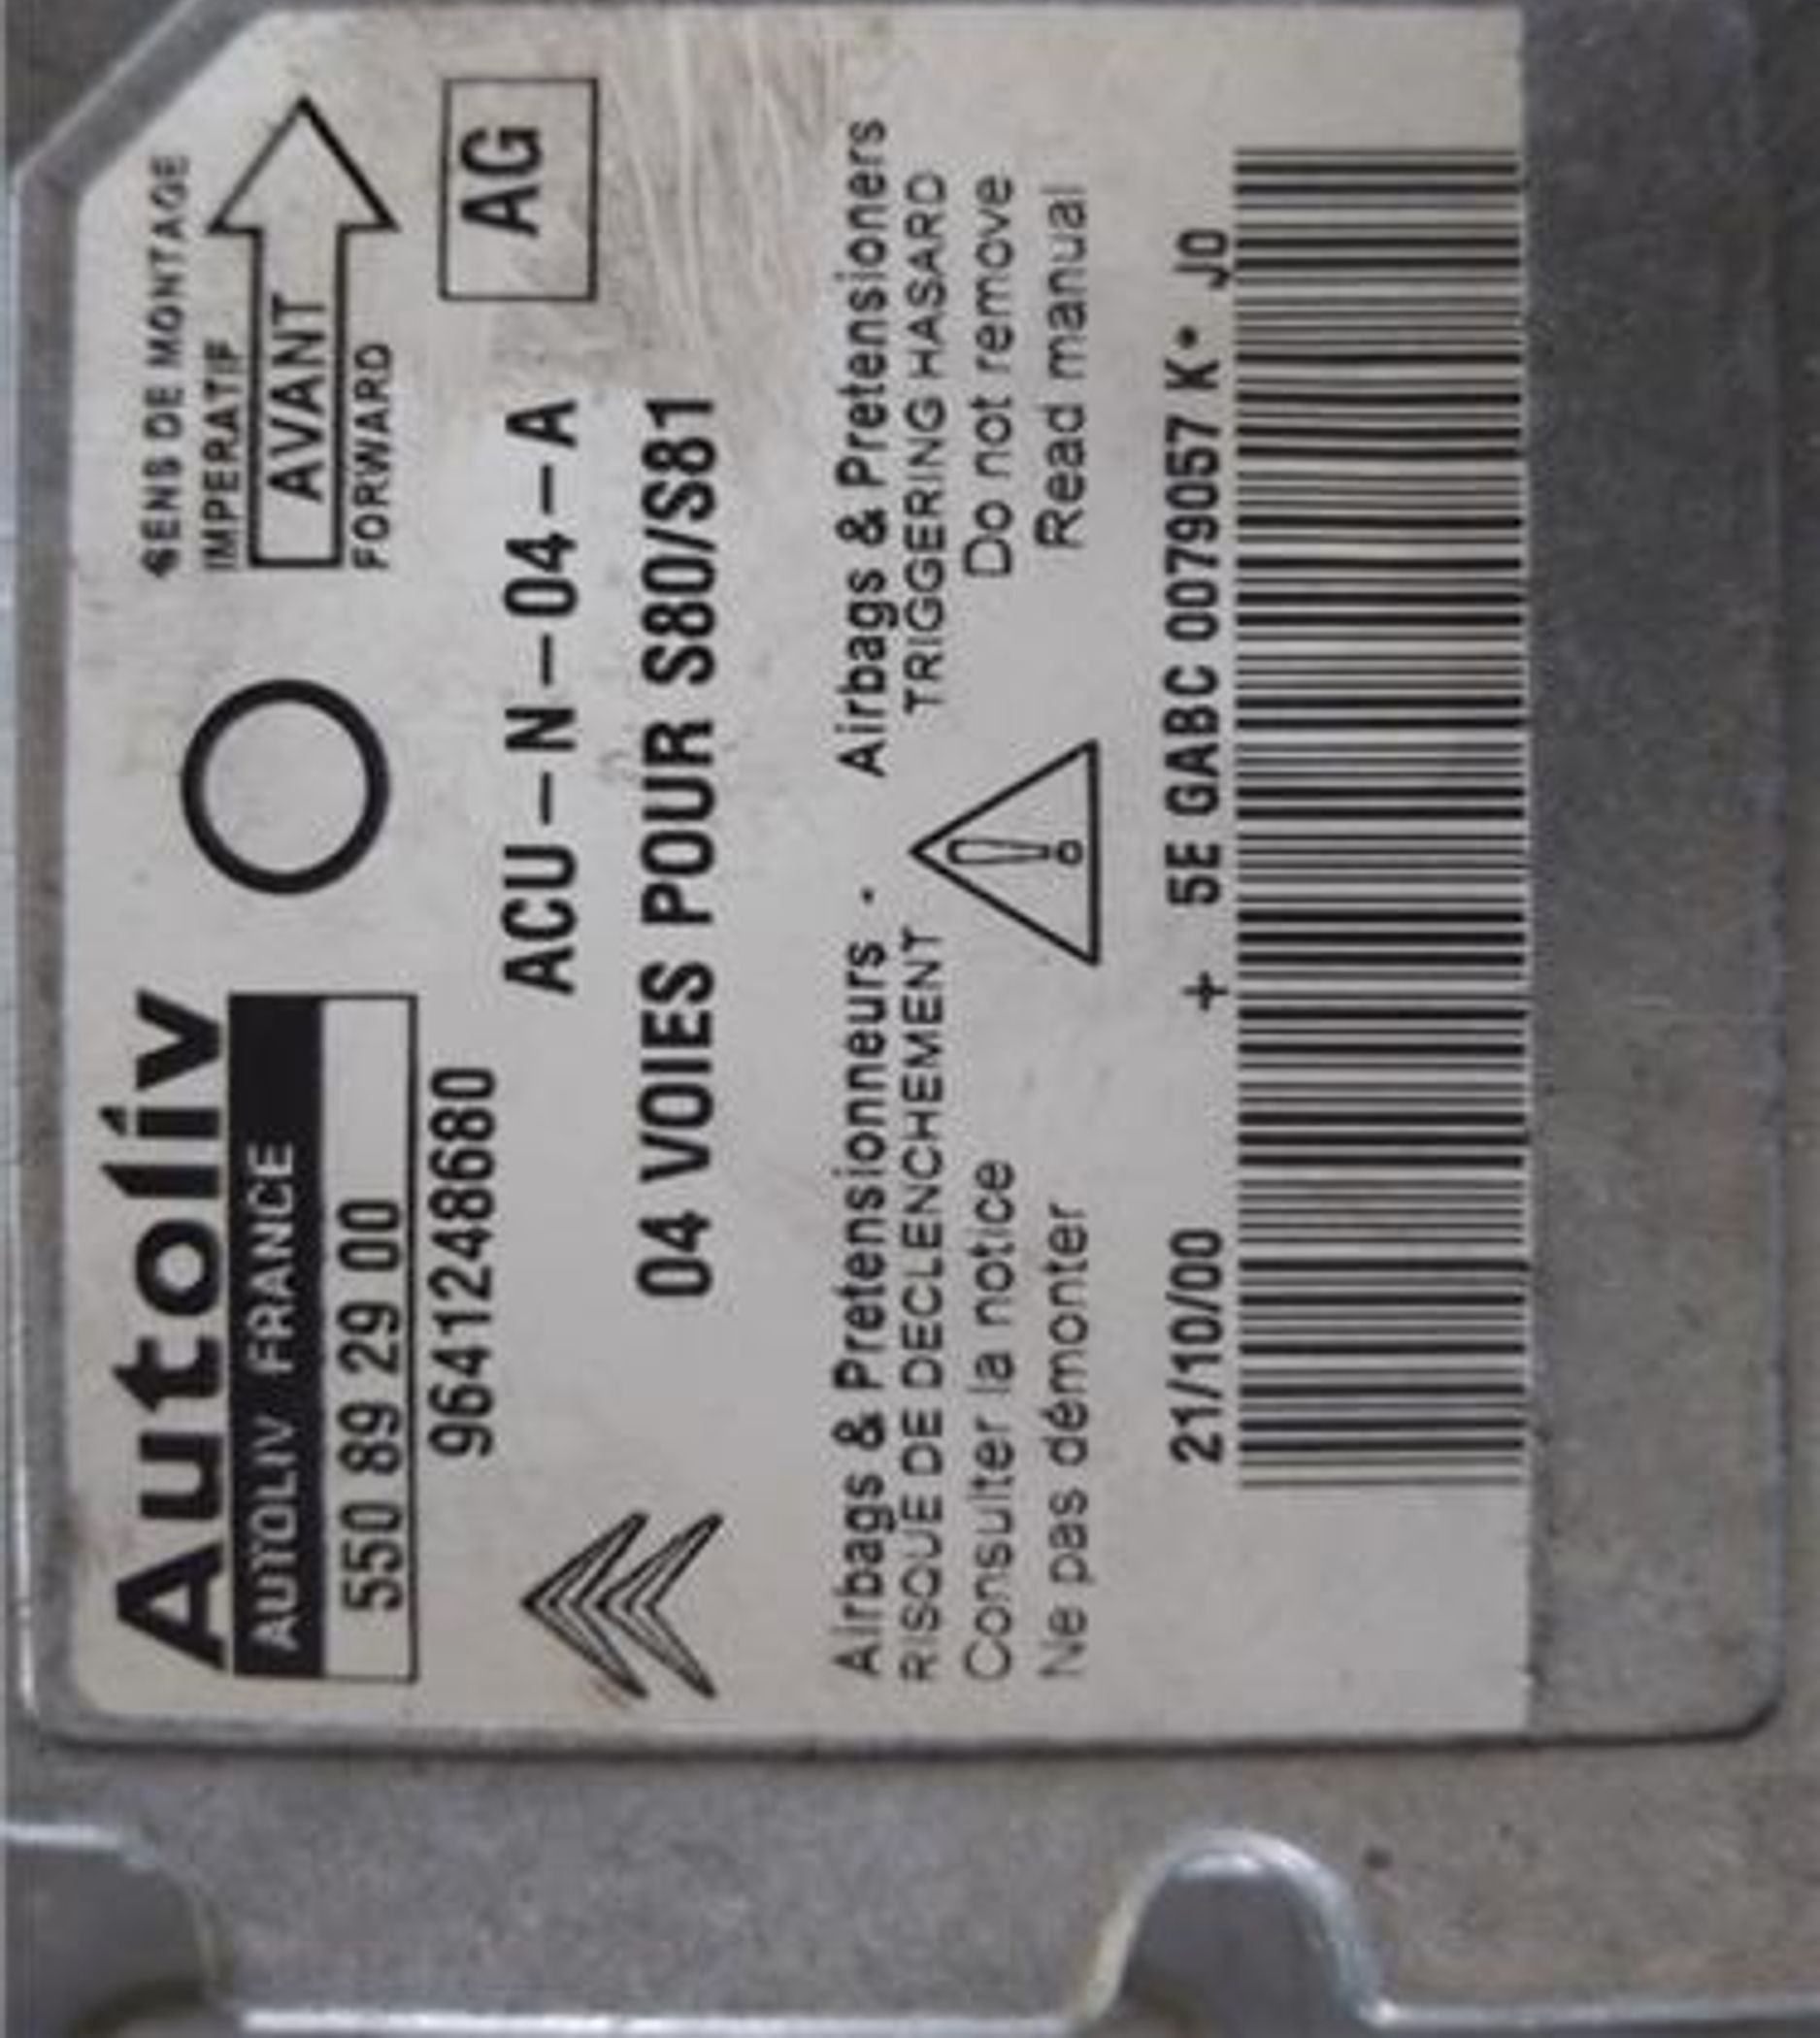 Autoliv
AUTOLIV FRANCE
550 89 29 00
9641248680
SENS DE MONTAGE
IMPERATIF
AVANT
FORWARD
AG
ACU-N-04-A
04 VOIES POUR S80/S81
Airbags & Pretensionneurs - Airbags & Pretensioners
RISQUE DE DECLENCHEMENT TRIGGERING HASARD
Consulter la notice Do not remove
Ne pas démonter Read manual
21/10/00 + 5E GABC 0079057 K• J0